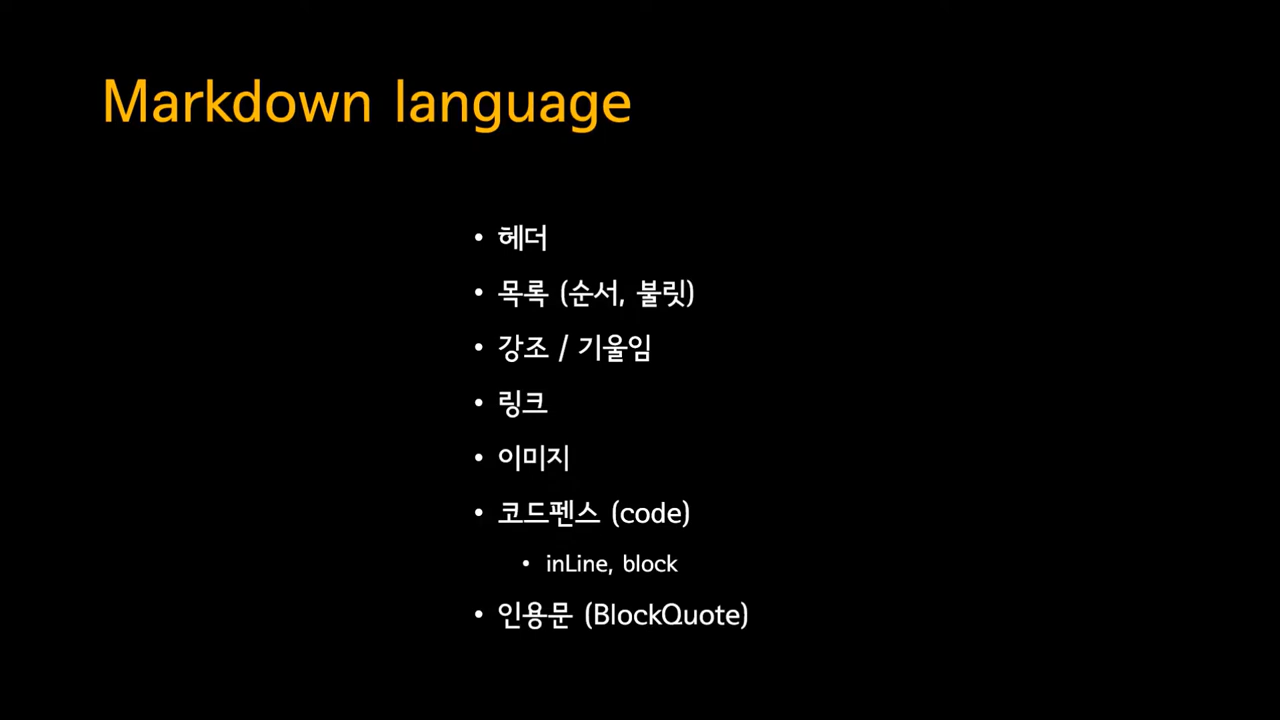 Markdown language
• 헤더
• 목록 (순서, 불릿)
• 강조 / 기울임
• 링크
• 이미지
• 코드펜스 (code)
• inLine, block
• 인용문 (BlockQuote)